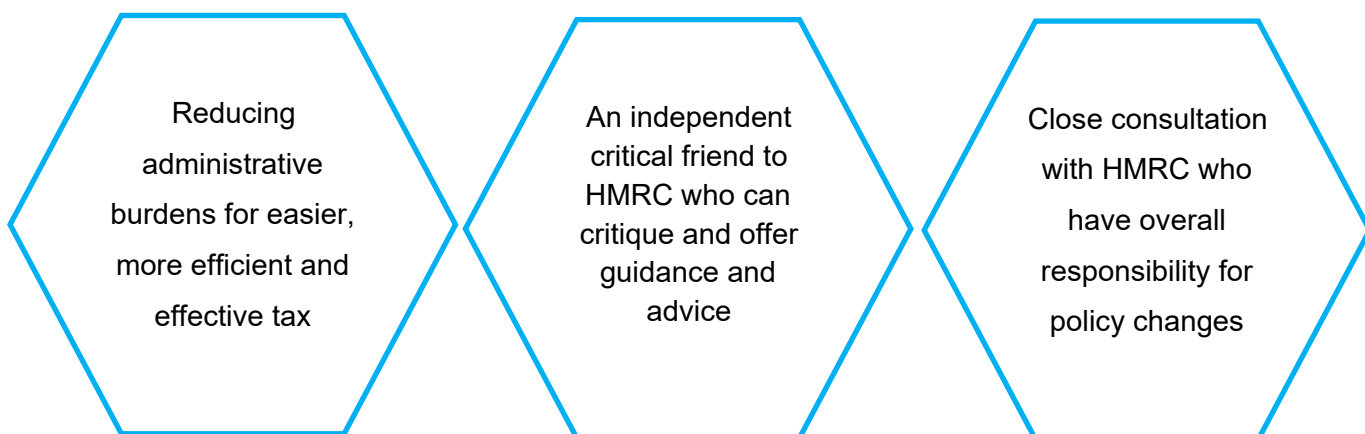 Reducing
administrative
burdens for easier,
more efficient and
effective tax
An independent
critical friend to
HMRC who can
critique and offer
guidance and
advice
Close consultation
with HMRC who
have overall
responsibility for
policy changes